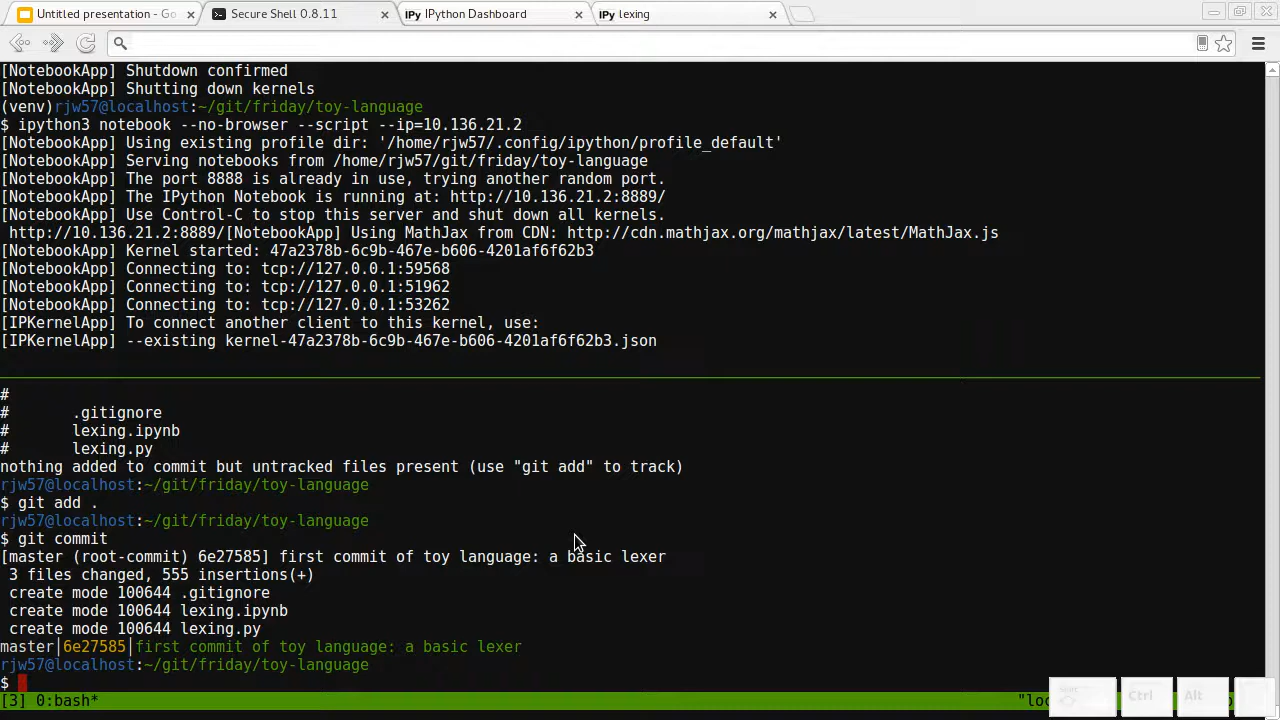 Untitled presentation - Go
Secure Shell 0.8.11
IPy IPython Dashboard
IPy lexing
[NotebookApp] Shutdown confirmed
[NotebookApp] Shutting down kernels
(venv)rjw57@localhost:~/git/friday/toy-language
$ ipython3 notebook --no-browser --script --ip=10.136.21.2
[NotebookApp] Using existing profile dir: '/home/rjw57/.config/ipython/profile_default'
[NotebookApp] Serving notebooks from /home/rjw57/git/friday/toy-language
[NotebookApp] The port 8888 is already in use, trying another random port.
[NotebookApp] The IPython Notebook is running at: http://10.136.21.2:8889/
[NotebookApp] Use Control-C to stop this server and shut down all kernels.
http://10.136.21.2:8889/[NotebookApp] Using MathJax from CDN: http://cdn.mathjax.org/mathjax/latest/MathJax.js
[NotebookApp] Kernel started: 47a2378b-6c9b-467e-b606-4201af6f62b3
[NotebookApp] Connecting to: tcp://127.0.0.1:59568
[NotebookApp] Connecting to: tcp://127.0.0.1:51962
[NotebookApp] Connecting to: tcp://127.0.0.1:53262
[IPKernelApp] To connect another client to this kernel, use:
[IPKernelApp] --existing kernel-47a2378b-6c9b-467e-b606-4201af6f62b3.json
#
#       .gitignore
#       lexing.ipynb
#       lexing.py
nothing added to commit but untracked files present (use "git add" to track)
rjw57@localhost:~/git/friday/toy-language
$ git add .
rjw57@localhost:~/git/friday/toy-language
$ git commit
[master (root-commit) 6e27585] first commit of toy language: a basic lexer
3 files changed, 555 insertions(+)
create mode 100644 .gitignore
create mode 100644 lexing.ipynb
create mode 100644 lexing.py
master|6e27585|first commit of toy language: a basic lexer
rjw57@localhost:~/git/friday/toy-language
$
[3] 0:bash* "loc
Ctrl Alt